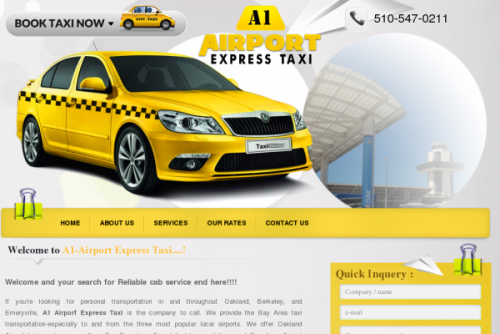 BOOK TAXI NOW
CITY TAXI
A1
AIRPORT
EXPRESS TAXI
510-547-0211
Taxi
HOME
ABOUT US
SERVICES
OUR RATES
CONTACT US
Welcome to A1-Airport Express Taxi....!
Welcome and your search for Reliable cab service end here!!!!
If you're looking for personal transportation in and throughout Oakland, Berkeley, and
Emeryville, A1 Airport Express Taxi is the company to call. We provide the Bay Area taxi
transportation-especially to and from the three most popular local airports. We offer Oakland
Quick Inquery :
Company / name
e-mail